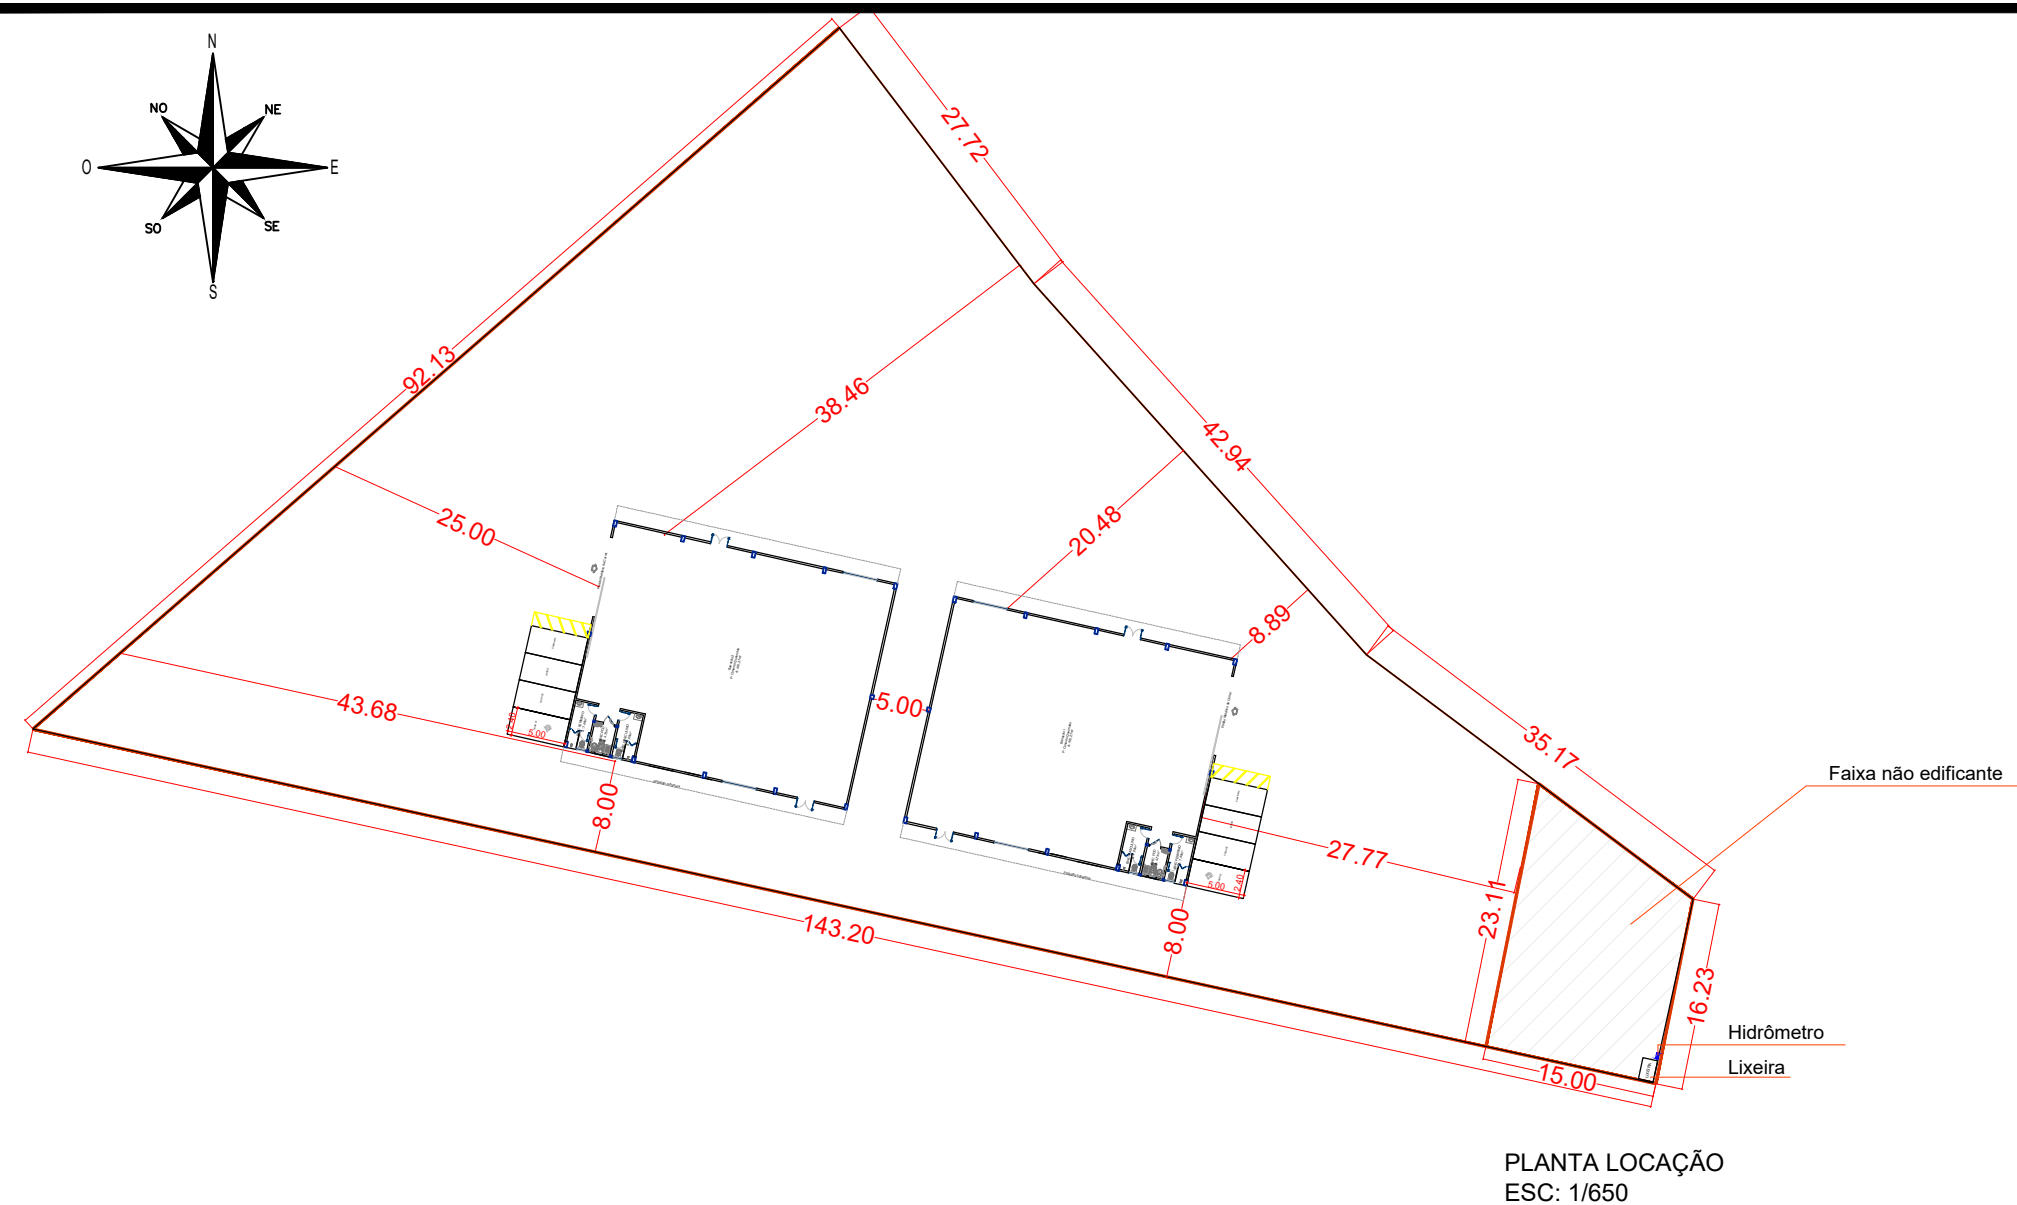 N
NO
NE
O
E
SO
SE
S
27.72
92.13
38.46
42.94
25.00
20.48
8.89
43.68
5.00
2.40
5.00
35.17
Faixa não edificante
8.00
27.77
5.00
2.40
143.20
8.00
23.11
16.23
Hidrômetro
Lixeira
15.00
PLANTA LOCAÇÃO
ESC: 1/650